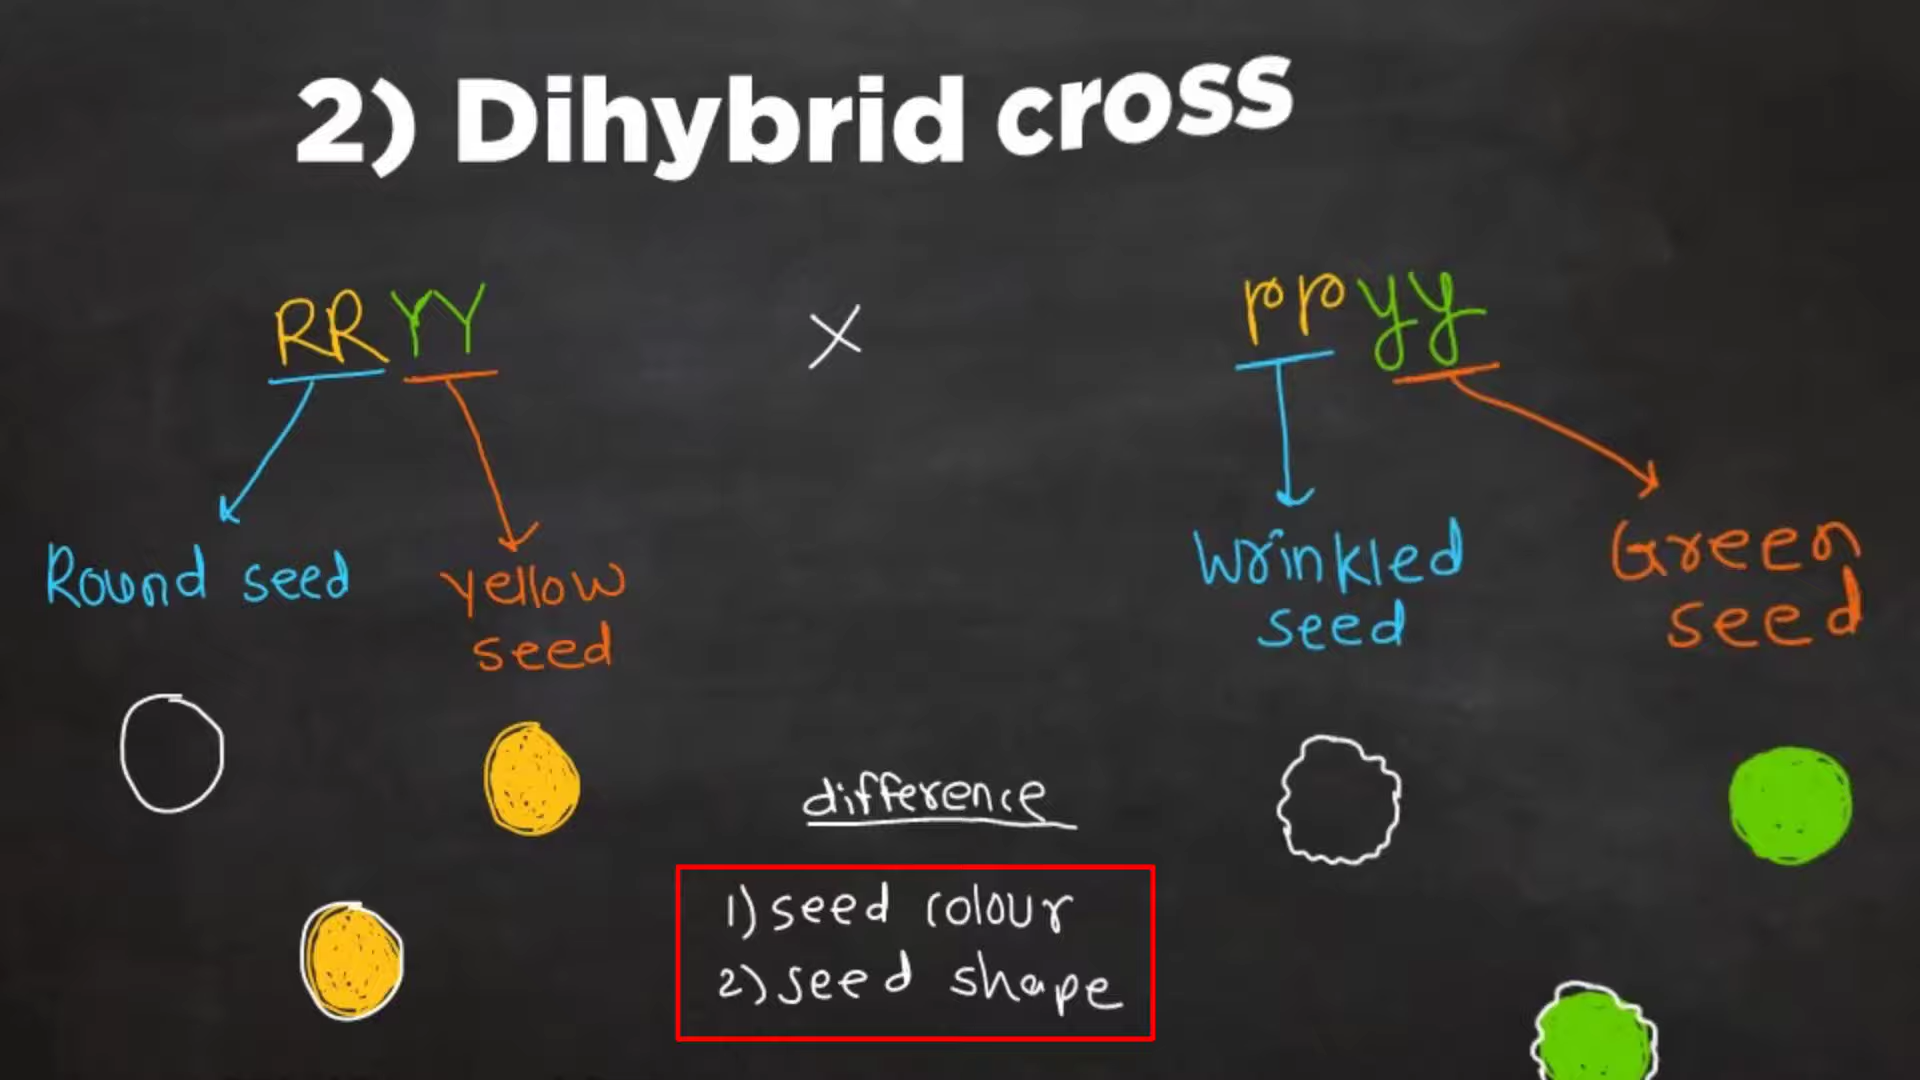 2) Dihybrid cross
RRYY
X
rryy
Round seed
Yellow
seed
Wrinkled
seed
Green
seed
difference
1) seed colour
2) seed shape